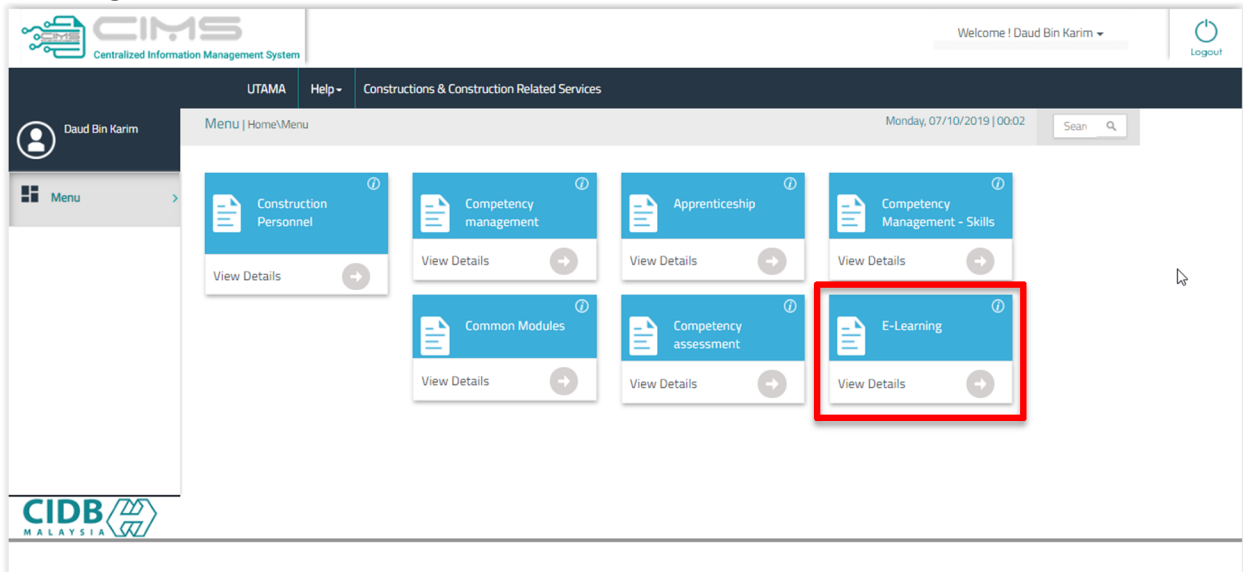 CIMS
CIMS
Centralized Information Management System
Welcome ! Daud Bin Karim
Logout
UTAMA Help Constructions & Construction Related Services
Daud Bin Karim
Menu | Home\Menu
Monday, 07/10/2019 | 00:02
Sear
Menu
Construction
Personnel
View Details
Competency
management
View Details
Apprenticeship
View Details
Competency
Management - Skills
View Details
Common Modules
View Details
Competency
assessment
View Details
E-Learning
View Details
CIDB
MALAYSIA